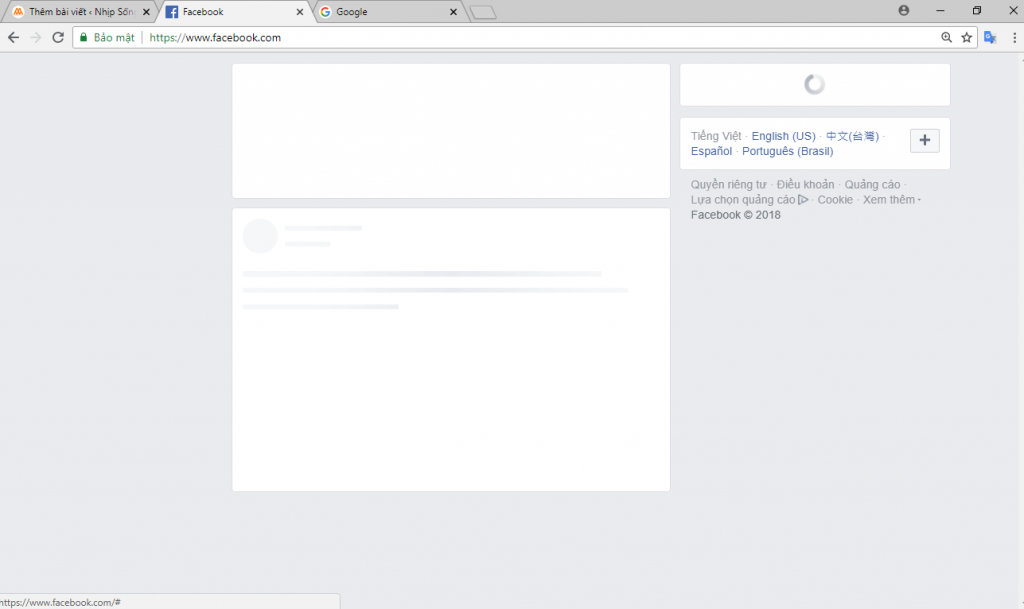 Thêm bài viết ‹ Nhịp Sốn
Facebook
Google
Bảo mật
https://www.facebook.com
Tiếng Việt · English (US) · 中文(台灣) ·
Español · Português (Brasil)
Quyền riêng tư · Điều khoản · Quảng cáo ·
Lựa chọn quảng cáo · Cookie · Xem thêm
Facebook © 2018
https://www.facebook.com/#